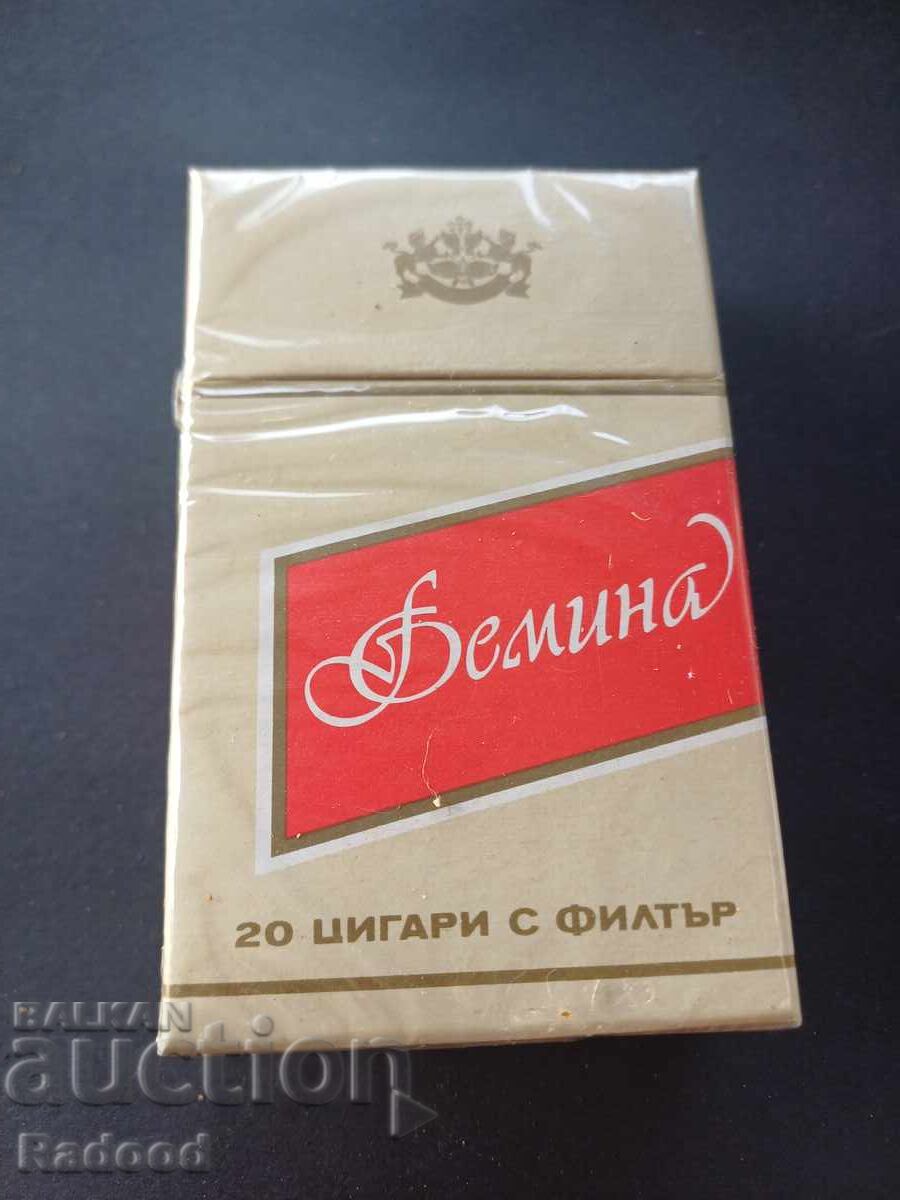 Фемина
20 ЦИГАРИ С ФИЛТЪР
BALKAN
auction
Radood